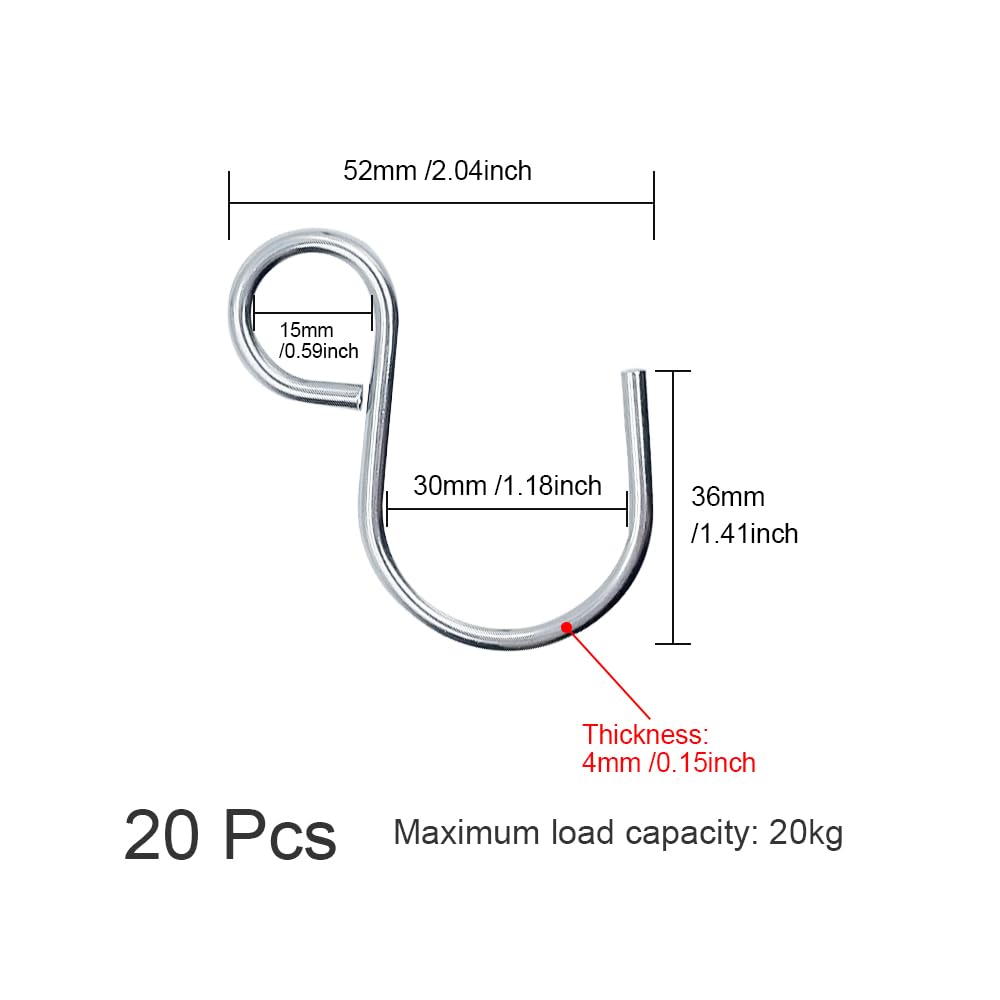 52mm /2.04inch
15mm
/0.59inch
30mm /1.18inch
36mm
/1.41inch
Thickness:
4mm /0.15inch
20 Pcs
Maximum load capacity: 20kg